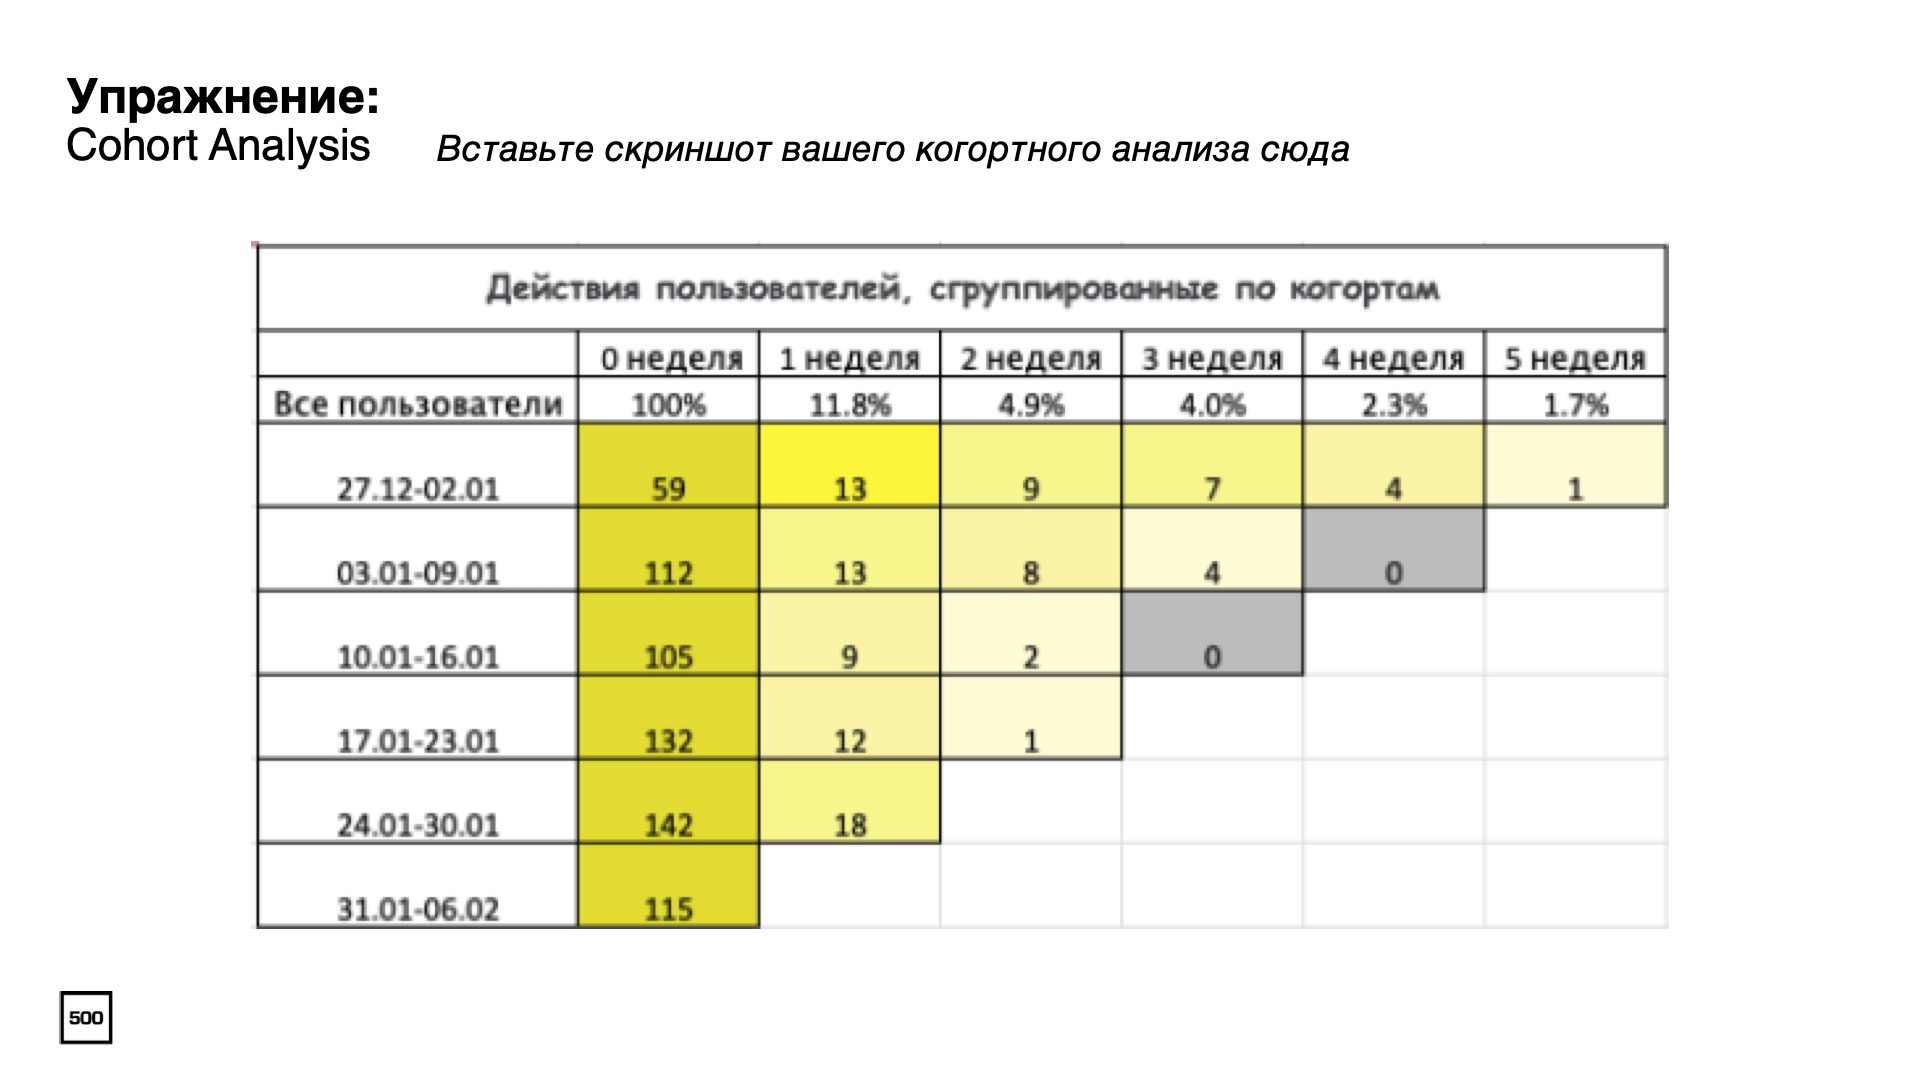 Упражнение:
Cohort Analysis
Вставьте скриншот вашего когортного анализа сюда
Действия пользователей, сгруппированные по когортам
0 неделя 1 неделя 2 неделя 3 неделя 4 неделя 5 неделя
Все пользователи 100% 11.8% 4.9% 4.0% 2.3% 1.7%
27.12-02.01 59 13 9 7 4 1
03.01-09.01 112 13 8 4 0
10.01-16.01 105 9 2 0
17.01-23.01 132 12 1
24.01-30.01 142 18
31.01-06.02 115
500